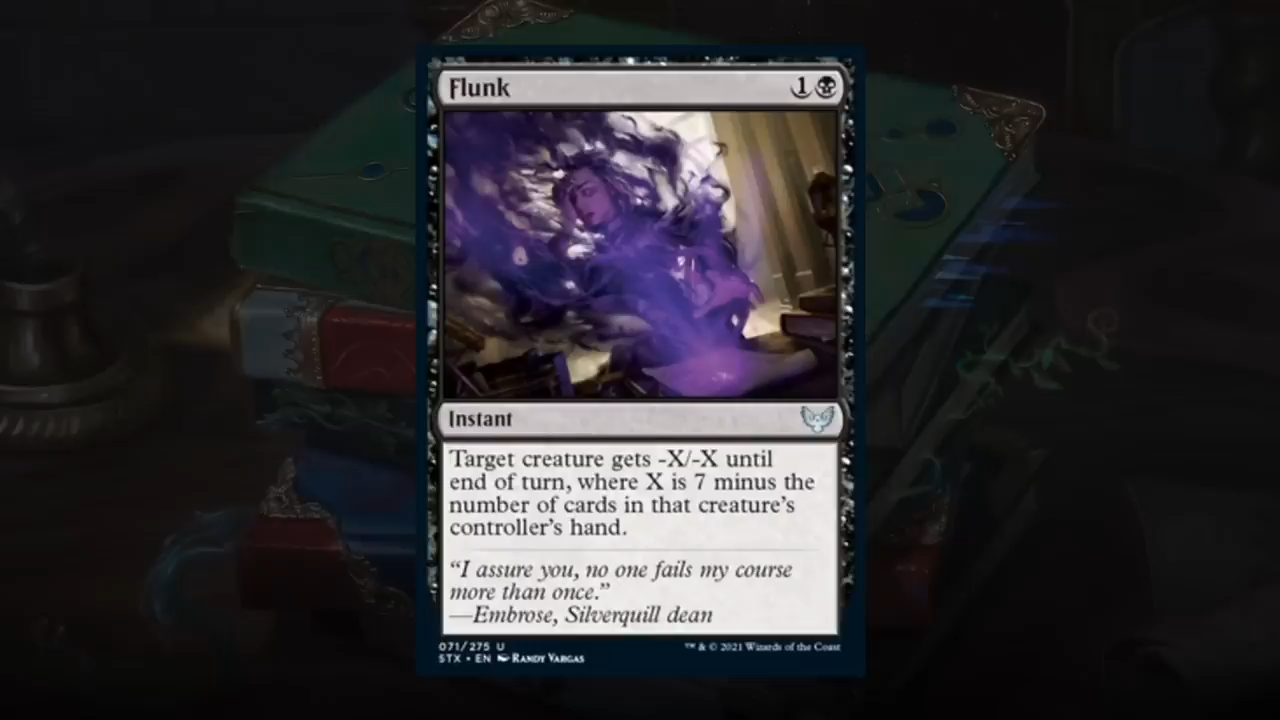 Flunk 1
Instant
Target creature gets -X/-X until
end of turn, where X is 7 minus the
number of cards in that creature's
controller's hand.
“I assure you, no one fails my course
more than once.”
—Embrose, Silverquill dean
071/275 U
STX • EN Randy Vargas
™ & © 2021 Wizards of the Coast